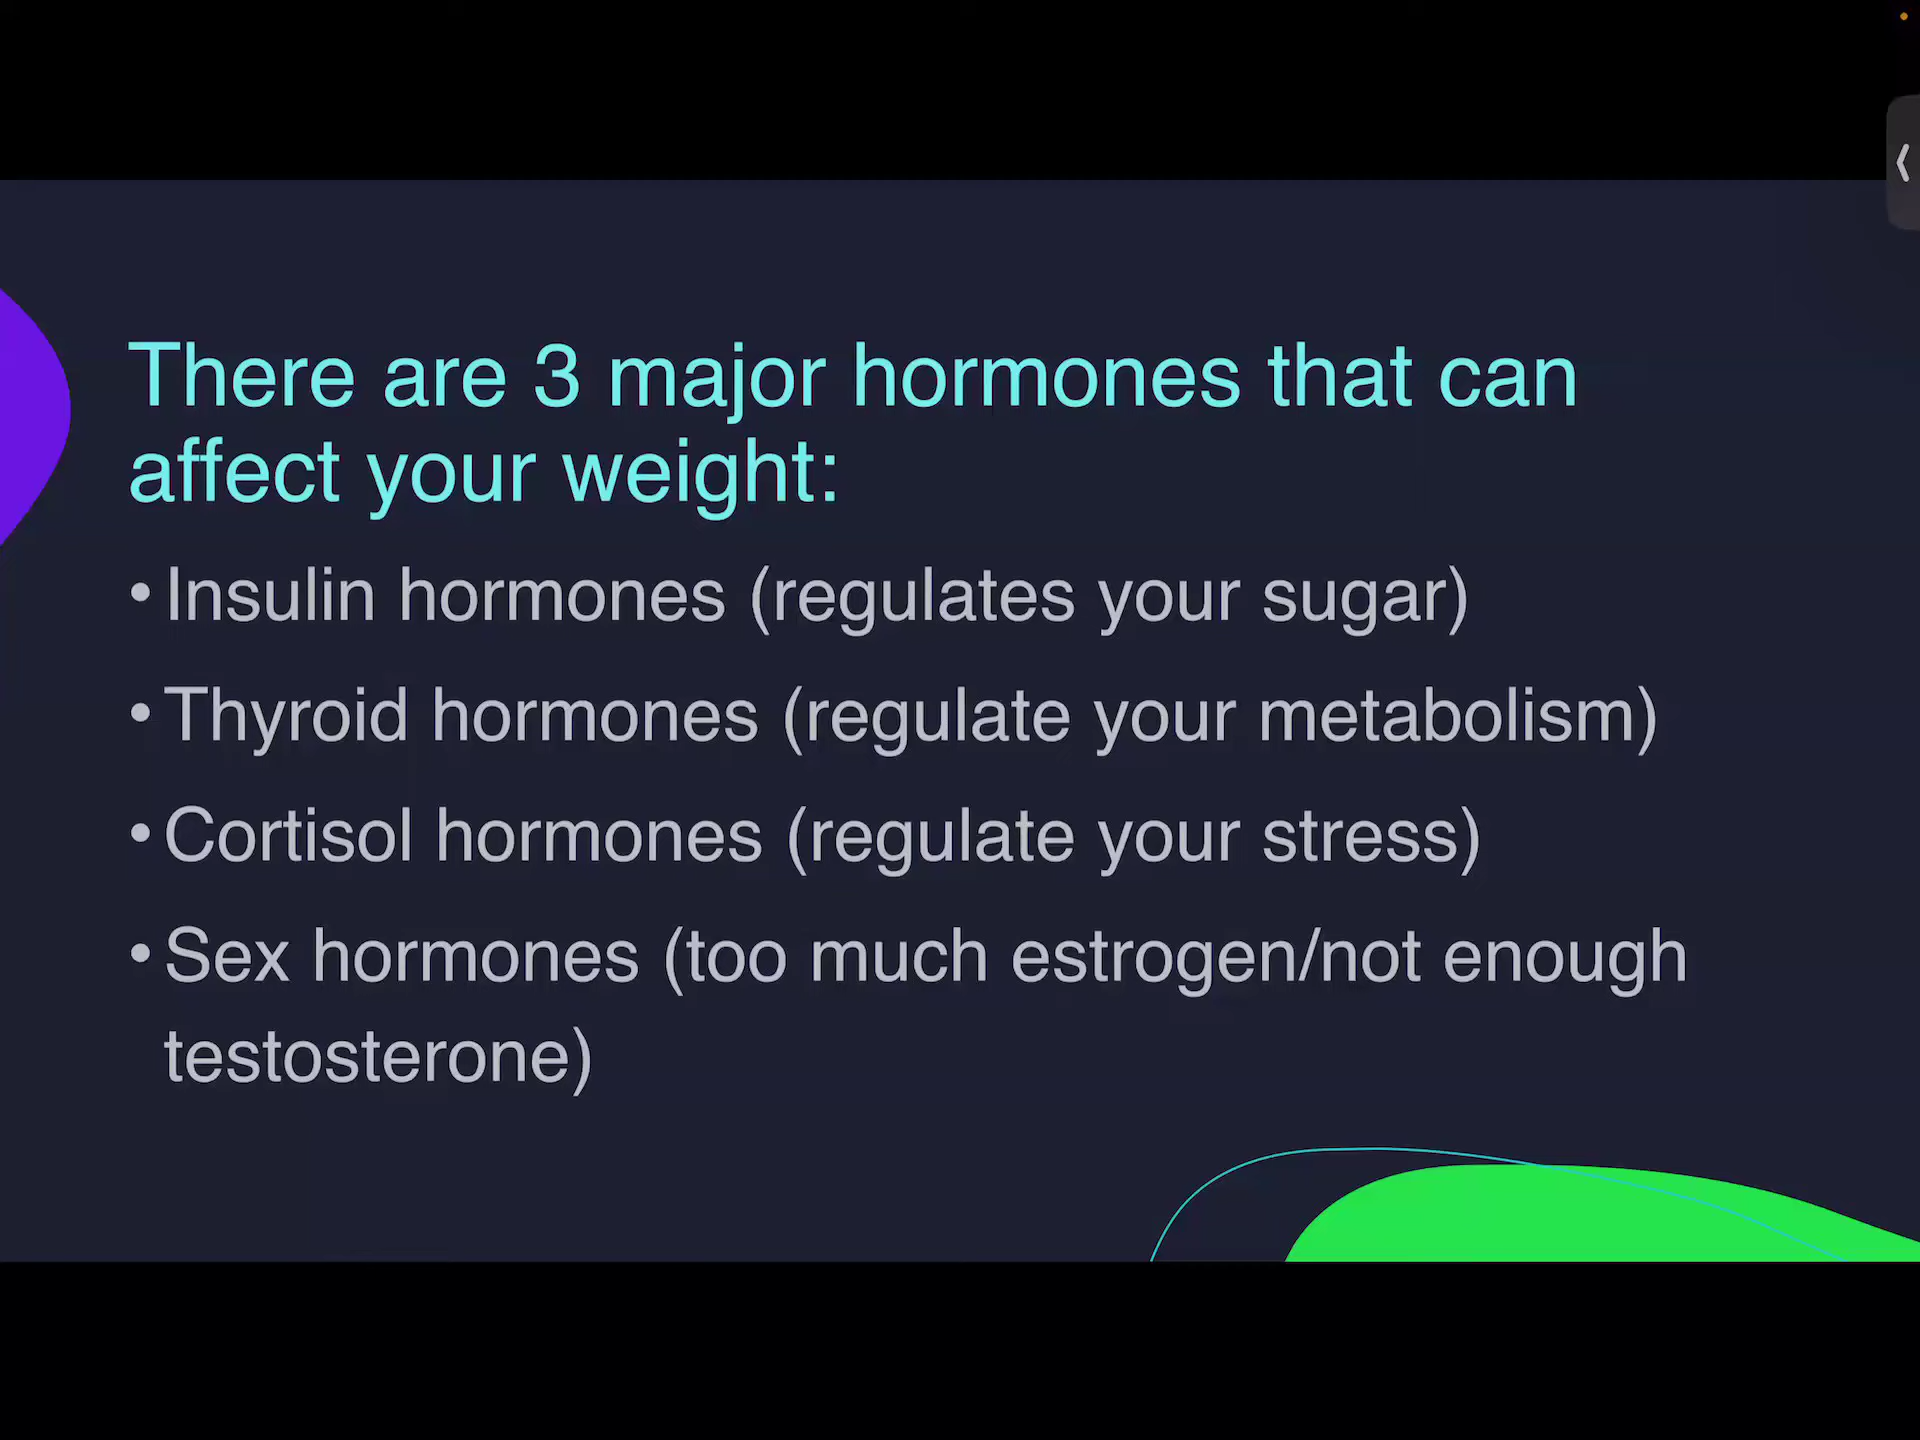 There are 3 major hormones that can
affect your weight:
• Insulin hormones (regulates your sugar)
• Thyroid hormones (regulate your metabolism)
• Cortisol hormones (regulate your stress)
• Sex hormones (too much estrogen/not enough
testosterone)